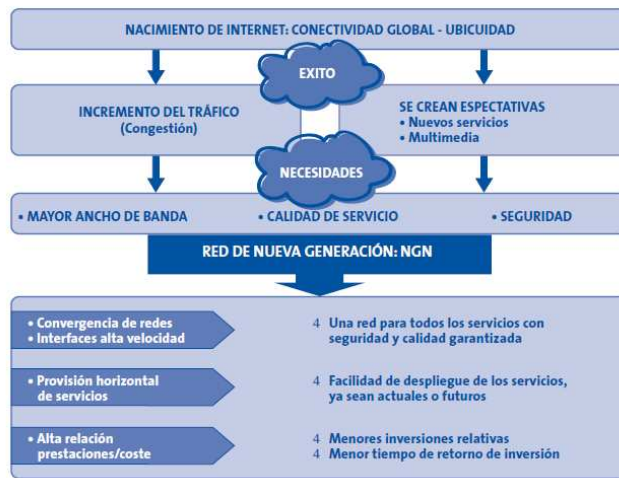 NACIMIENTO DE INTERNET: CONECTIVIDAD GLOBAL - UBICUIDAD
EXITO
INCREMENTO DEL TRÁFICO
(Congestión)
SE CREAN ESPECTATIVAS
• Nuevos servicios
• Multimedia
NECESIDADES
• MAYOR ANCHO DE BANDA
• CALIDAD DE SERVICIO
• SEGURIDAD
RED DE NUEVA GENERACIÓN: NGN
• Convergencia de redes
• Interfaces alta velocidad
4 Una red para todos los servicios con
seguridad y calidad garantizada
• Provisión horizontal
de servicios
4 Facilidad de despliegue de los servicios,
ya sean actuales o futuros
• Alta relación
prestaciones/coste
4 Menores inversiones relativas
4 Menor tiempo de retorno de inversión